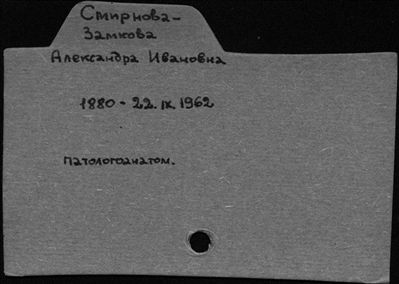 Смирнова-
Замкова
Александра Ивановна
1880 - 22.IX.1962
патологоанатом.